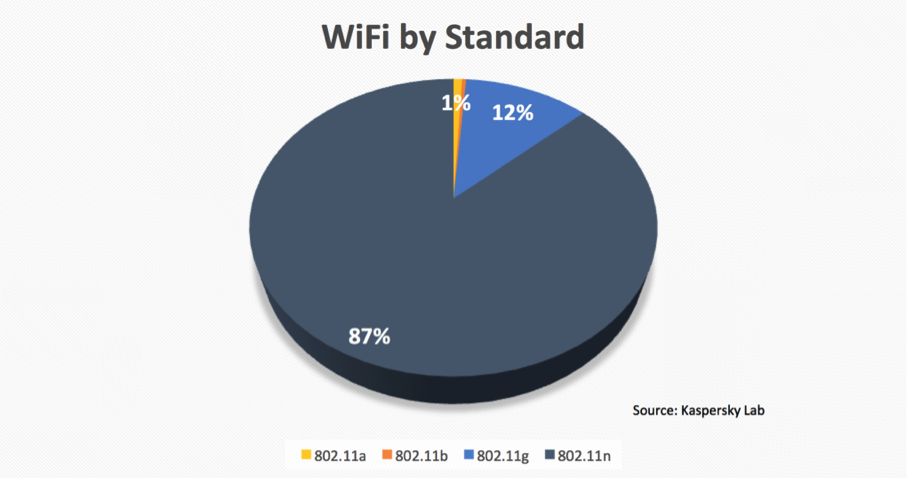 WiFi by Standard
1%
12%
87%
Source: Kaspersky Lab
802.11a 802.11b 802.11g 802.11n